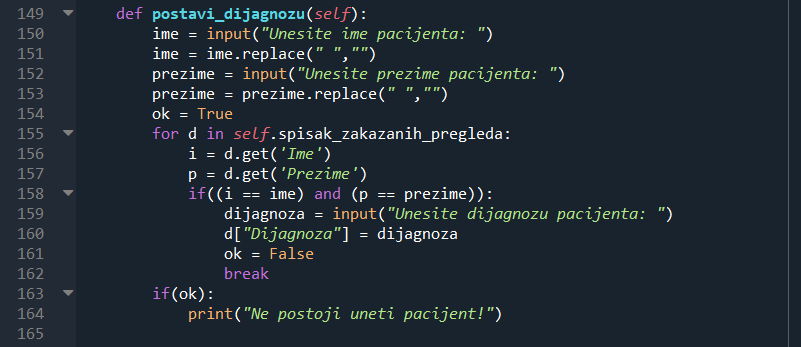 149 def postavi_dijagnozu(self):
150 ime = input("Unesite ime pacijenta: ")
151 ime = ime.replace(" ","")
152 prezime = input("Unesite prezime pacijenta: ")
153 prezime = prezime.replace(" ","")
154 ok = True
155 for d in self.spisak_zakazanih_pregleda:
156 i = d.get('Ime')
157 p = d.get('Prezime')
158 if((i == ime) and (p == prezime)):
159 dijagnoza = input("Unesite dijagnozu pacijenta: ")
160 d["Dijagnoza"] = dijagnoza
161 ok = False
162 break
163 if(ok):
164 print("Ne postoji uneti pacijent!")
165